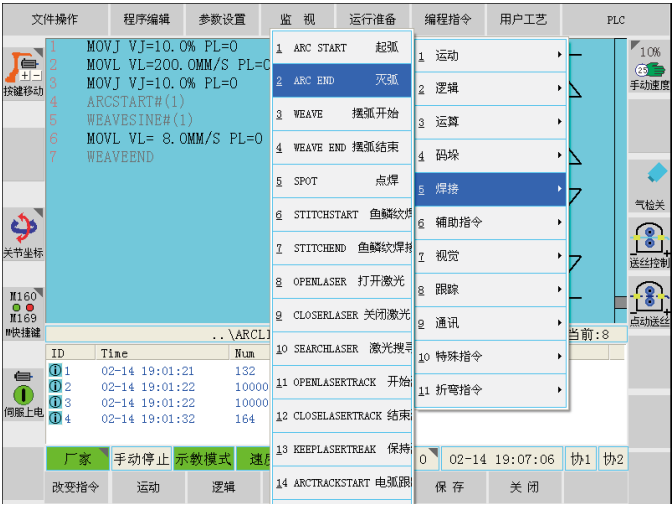 文件操作 程序编辑 参数设置 监 视 运行准备 编程指令 用户工艺 PLC
按键移动
关节坐标
M160
M169
M快捷键
伺服上电
1 MOVJ VJ=10.0% PL=0
2 MOVL VL=200.0MM/S PL=0
3 MOVJ VJ=10.0% PL=0
4 ARCSTART#(1)
5 WEAVESINE#(1)
6 MOVL VL= 8.0MM/S PL=0
7 WEAVEEND
1 ARC START 起弧
2 ARC END 灭弧
3 WEAVE 摆弧开始
4 WEAVE END 摆弧结束
5 SPOT 点焊
6 STITCHSTART 鱼鳞纹焊
7 STITCHEND 鱼鳞纹焊接
8 OPENLASER 打开激光
9 CLOSERLASER 关闭激光
10 SEARCHLASER 激光搜寻
11 OPENLASERTRACK 开始
12 CLOSELASERTRACK 结束
13 KEEPLASERTREAK 保持
14 ARCTRACKSTART 电弧跟
1 运动
2 逻辑
3 运算
4 码垛
5 焊接
6 辅助指令
7 视觉
8 跟踪
9 通讯
10 特殊指令
11 折弯指令
10%
25
手动速度
气检关
送丝控制
点动送丝
..\ARCL
当前:8
ID Time Num
1 02-14 19:01:21 132
2 02-14 19:01:22 10000
3 02-14 19:01:22 10000
4 02-14 19:01:32 164
厂家 手动停止 示教模式 速度 0 02-14 19:07:06 协1 协2
改变指令 运动 逻辑 保 存 关 闭